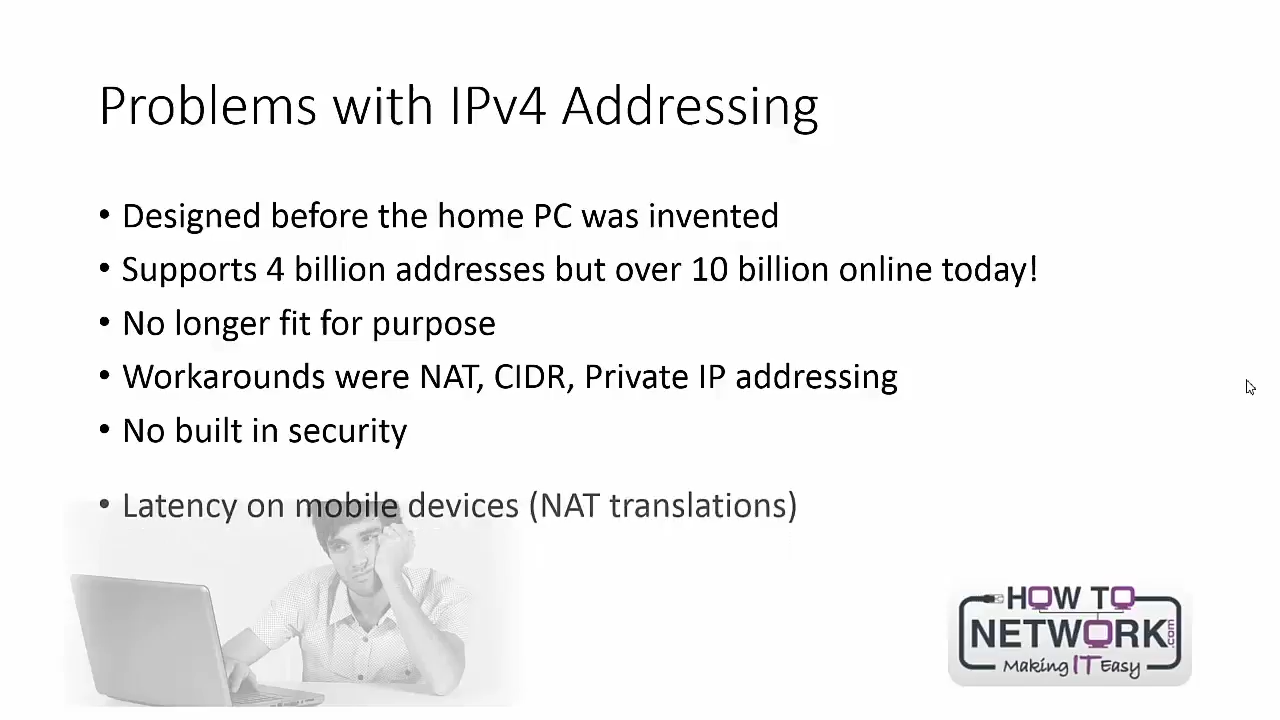 Problems with IPv4 Addressing
• Designed before the home PC was invented
• Supports 4 billion addresses but over 10 billion online today!
• No longer fit for purpose
• Workarounds were NAT, CIDR, Private IP addressing
• No built in security
• Latency on mobile devices (NAT translations)
HOW TO
NETWORK.com
Making IT Easy